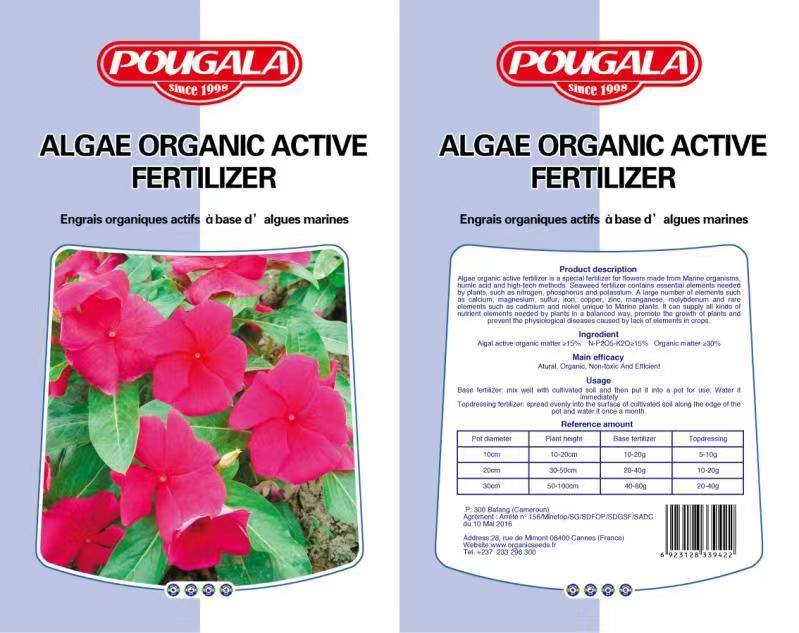 POUGALA
since 1998
ALGAE ORGANIC ACTIVE
FERTILIZER
Engrais organiques actifs à base d' algues marines
POUGALA
since 1998
ALGAE ORGANIC ACTIVE
FERTILIZER
Engrais organiques actifs à base d' algues marines
Product description
Algae organic active fertilizer is a special fertilizer for flowers made from Marine organisms,
humic acid and high-tech methods. Seaweed fertilizer contains essential elements needed
by plants, such as nitrogen, phosphorus and potassium. A large number of elements such
as calcium, magnesium, sulfur, iron, copper, zinc, manganese, molybdenum and rare
elements such as cadmium and nickel unique to Marine plants. It can supply all kinds of
nutrient elements needed by plants in a balanced way, promote the growth of plants and
prevent the physiological diseases caused by lack of elements in crops.
Ingredient
Algal active organic matter ≥15% N-P2O5-K2O≥15% Organic matter ≥30%
Main efficacy
Atural, Organic, Non-toxic And Efficient
Usage
Base fertilizer: mix well with cultivated soil and then put it into a pot for use. Water it
immediately
Topdressing fertilizer: spread evenly into the surface of cultivated soil along the edge of the
pot and water it once a month.
Reference amount
Pot diameter Plant height Base fertilizer Topdressing
10cm 10-20cm 10-20g 5-10g
20cm 30-50cm 20-40g 10-20g
30cm 50-100cm 40-80g 20-40g
P: 300 Bafang (Cameroun)
Agrément : Arrêté n° 156/Minefop/SG/SDFOP/SDGSF/SADC
du 10 Mai 2016
Address:28, rue de Mimont 06400 Cannes (France)
Website:www.organicseeds.fr
Tel. +237 233 296 300
6 923128 339422